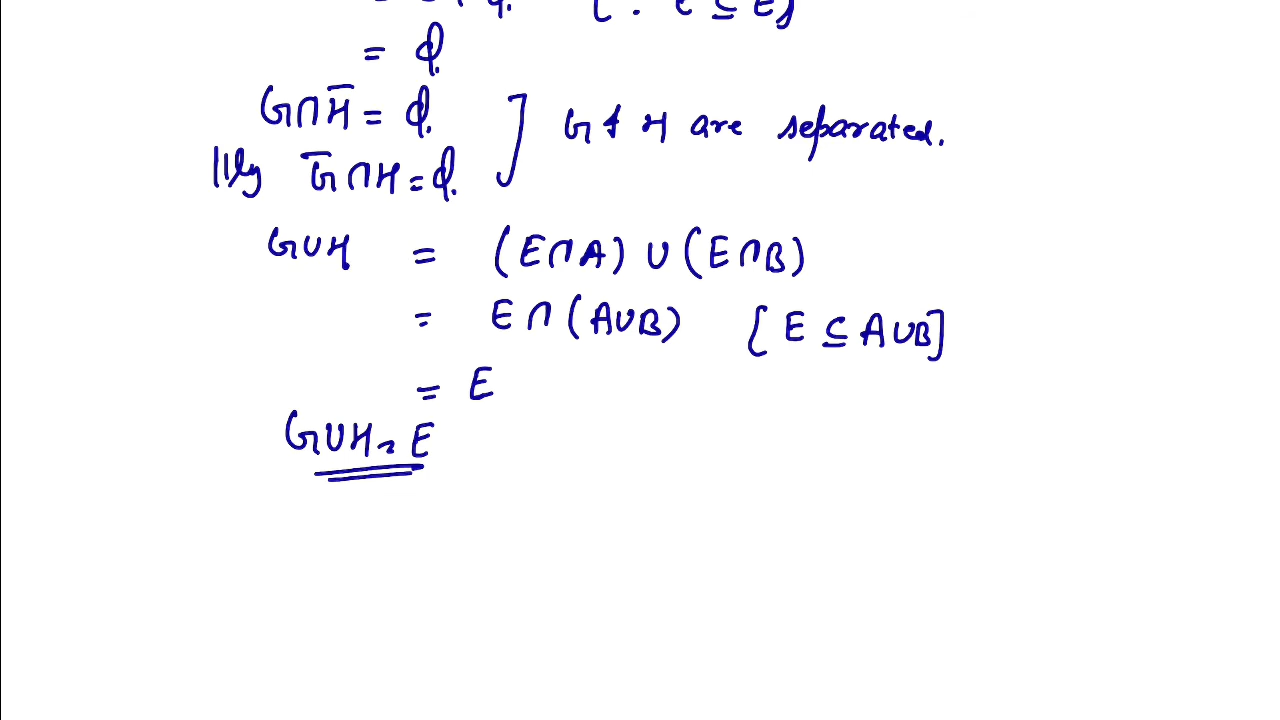 = φ.
G∩H̅ = φ. ] G & H are separated.
|||ly G̅∩H = φ.
G∪H = (E∩A) ∪ (E∩B)
= E∩(A∪B) [E ⊆ A∪B]
= E
G∪H = E